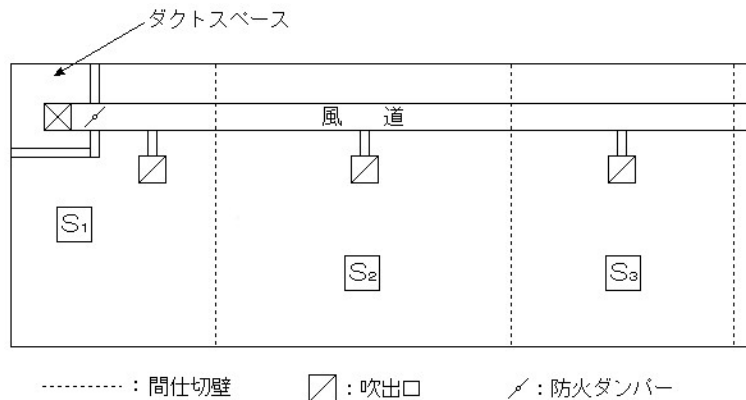 ダクトスペース
風 道
S₁
S₂
S₃
: 間仕切壁
: 吹出口
: 防火ダンパー